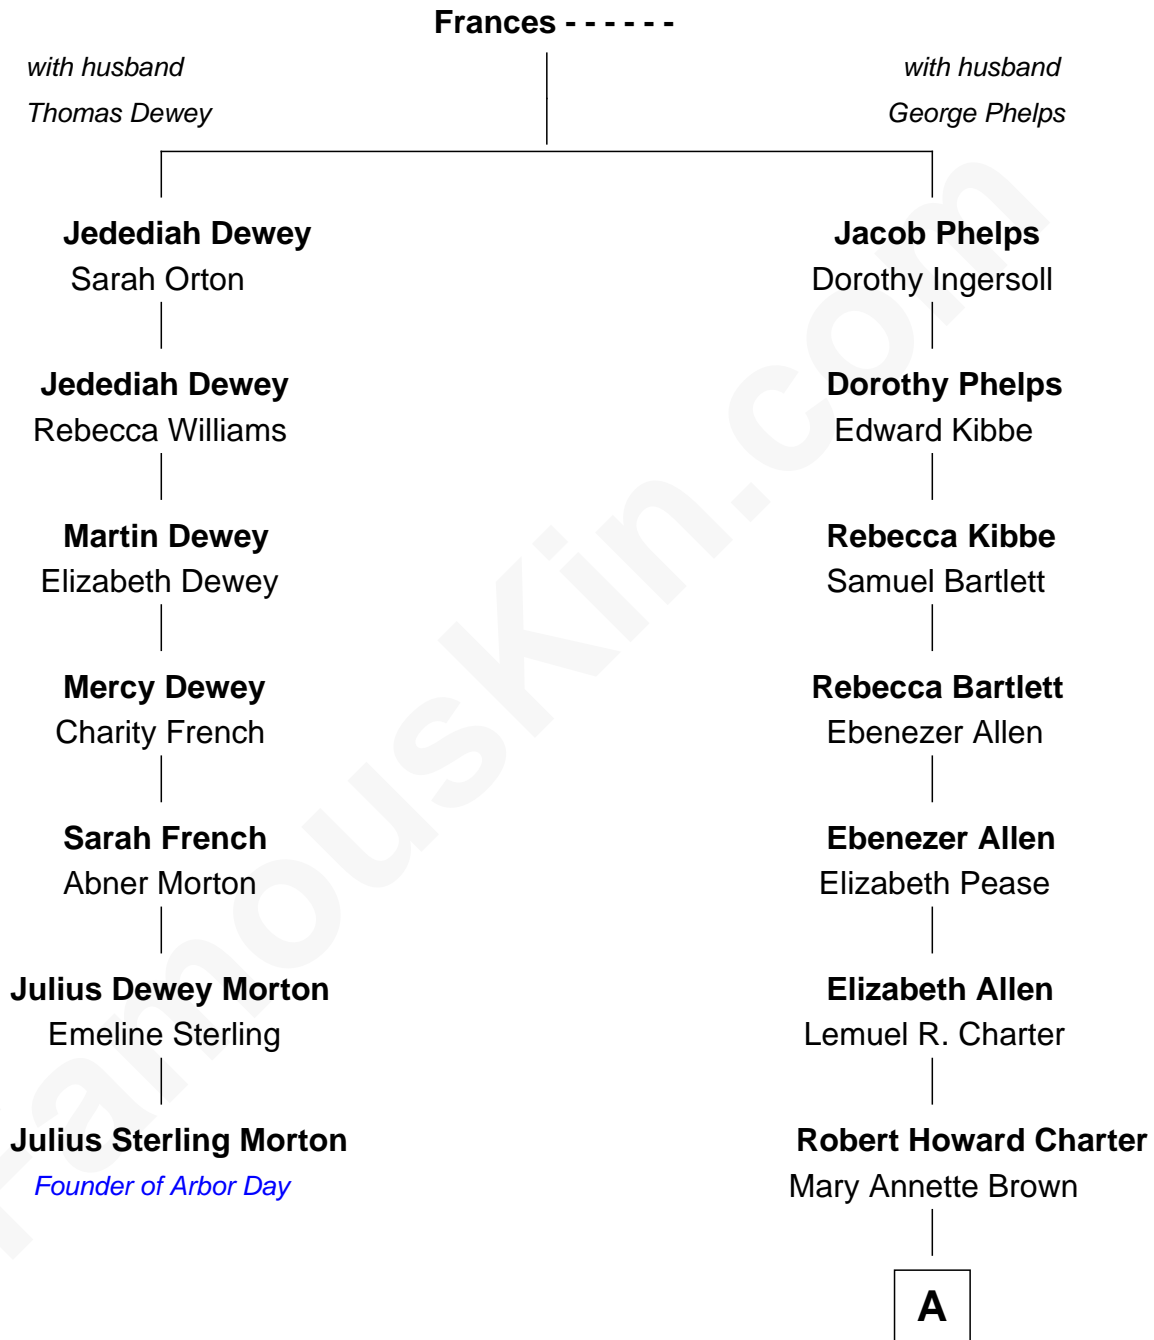 Frances - - - - - -
with husband
Thomas Dewey
with husband
George Phelps
Jedediah Dewey
Sarah Orton
Jacob Phelps
Dorothy Ingersoll
Jedediah Dewey
Rebecca Williams
Dorothy Phelps
Edward Kibbe
Martin Dewey
Elizabeth Dewey
Rebecca Kibbe
Samuel Bartlett
Mercy Dewey
Charity French
Rebecca Bartlett
Ebenezer Allen
Sarah French
Abner Morton
Ebenezer Allen
Elizabeth Pease
Julius Dewey Morton
Emeline Sterling
Elizabeth Allen
Lemuel R. Charter
Julius Sterling Morton
Founder of Arbor Day
Robert Howard Charter
Mary Annette Brown
A
FamousKin.com